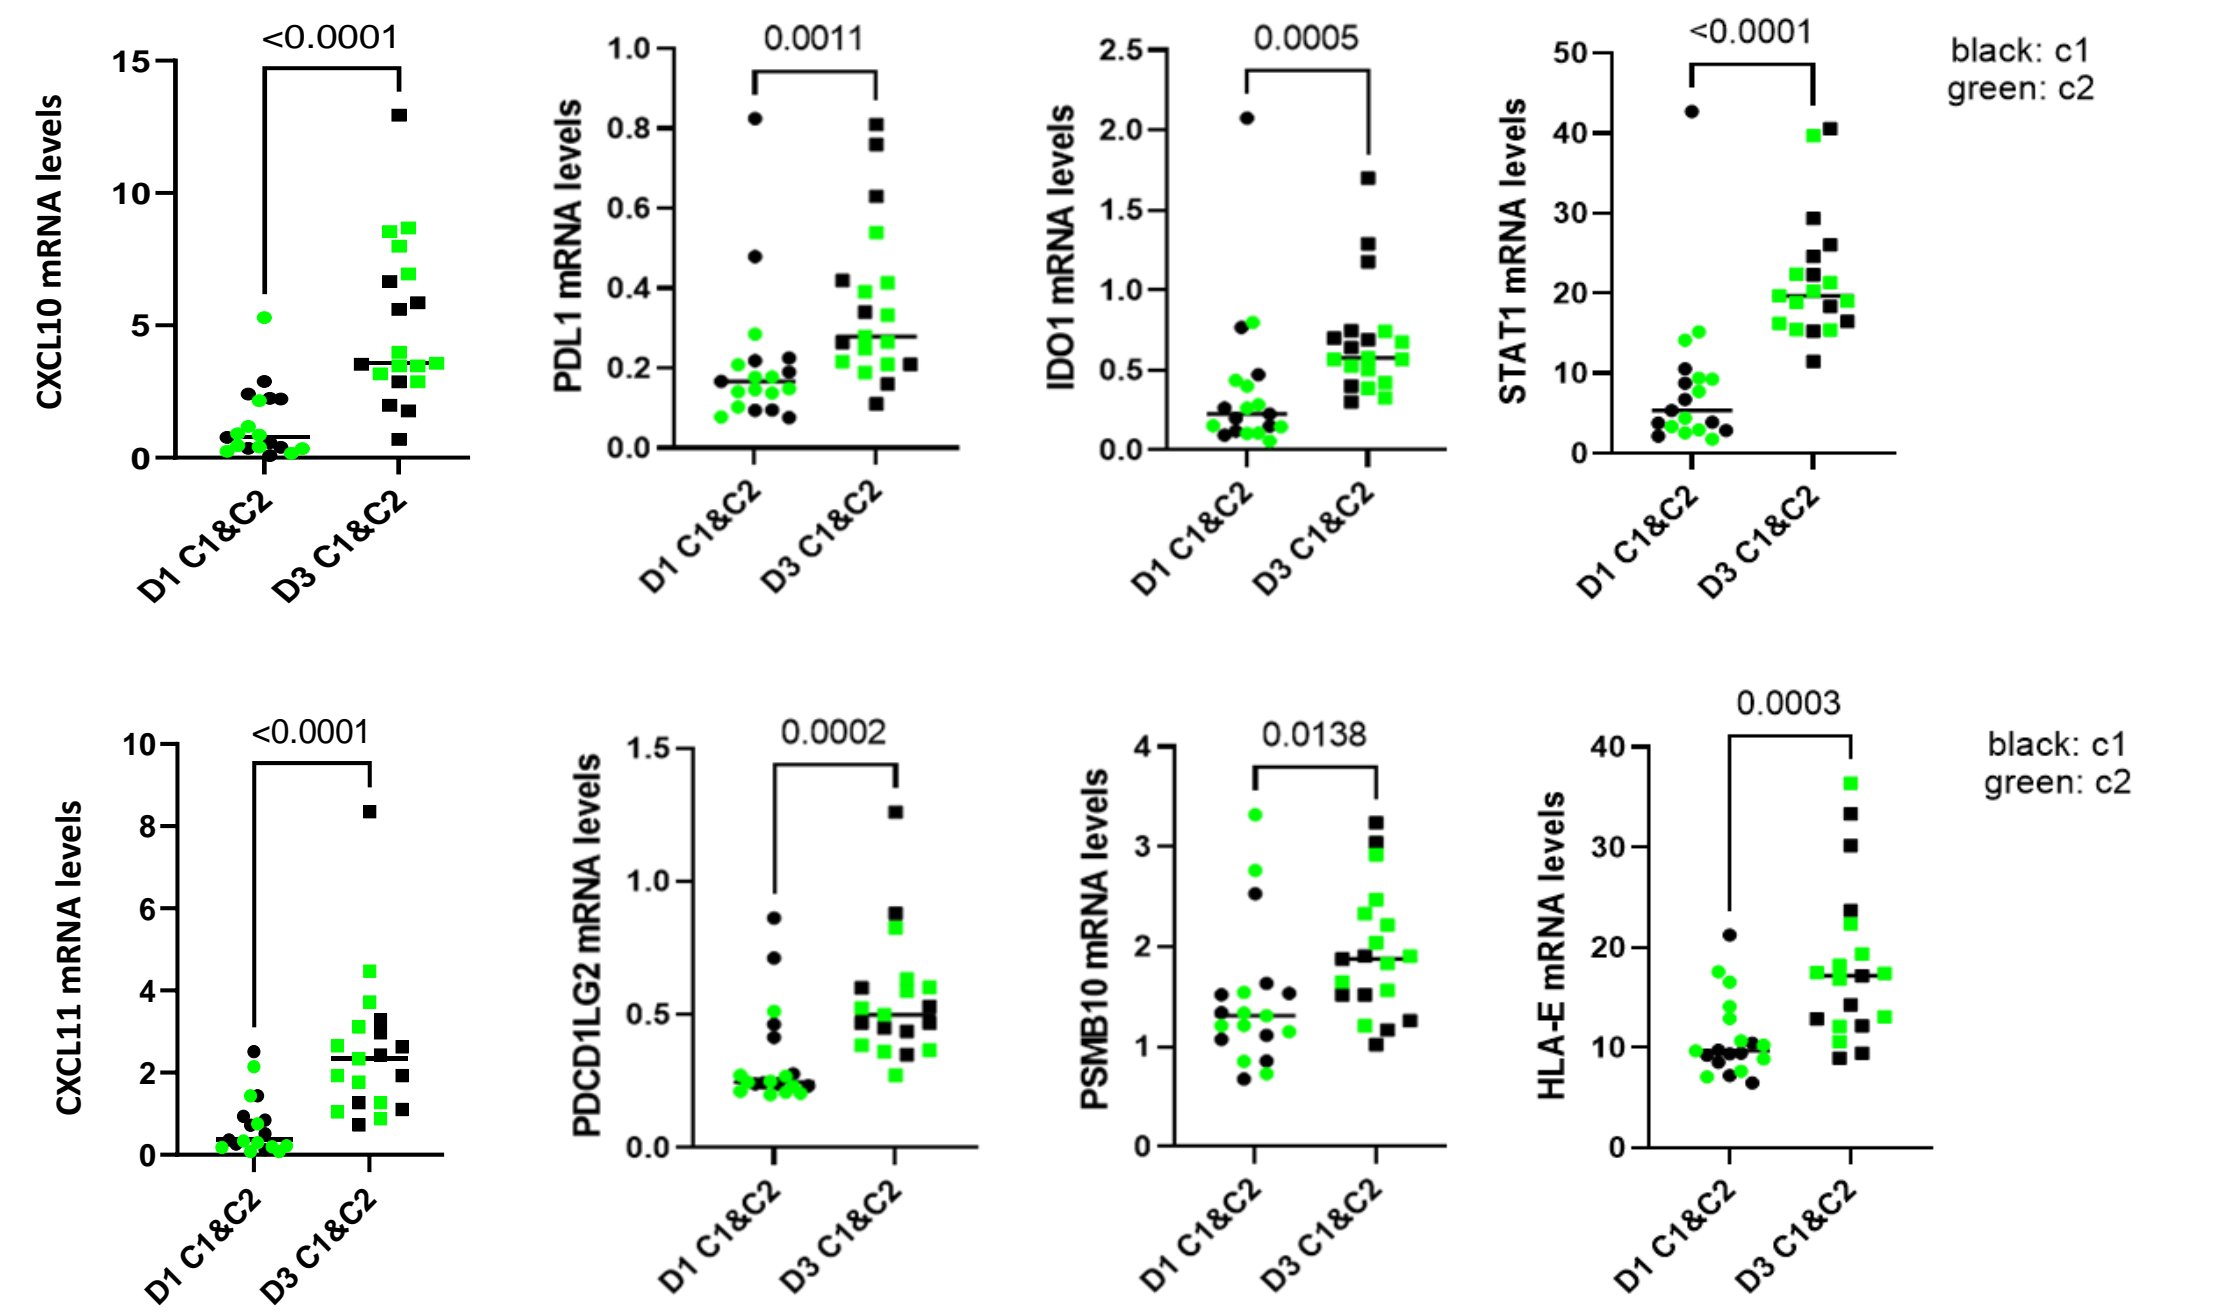 <0.0001
CXCL10 mRNA levels
15
10
5
0
D1 C1&C2
D3 C1&C2
0.0011
PDL1 mRNA levels
1.0
0.8
0.6
0.4
0.2
0.0
D1 C1&C2
D3 C1&C2
0.0005
IDO1 mRNA levels
2.5
2.0
1.5
1.0
0.5
0.0
D1 C1&C2
D3 C1&C2
<0.0001
STAT1 mRNA levels
50
40
30
20
10
0
D1 C1&C2
D3 C1&C2
black: c1
green: c2
<0.0001
CXCL11 mRNA levels
10
8
6
4
2
0
D1 C1&C2
D3 C1&C2
0.0002
PDCD1LG2 mRNA levels
1.5
1.0
0.5
0.0
D1 C1&C2
D3 C1&C2
0.0138
PSMB10 mRNA levels
4
3
2
1
0
D1 C1&C2
D3 C1&C2
0.0003
HLA-E mRNA levels
40
30
20
10
0
D1 C1&C2
D3 C1&C2
black: c1
green: c2